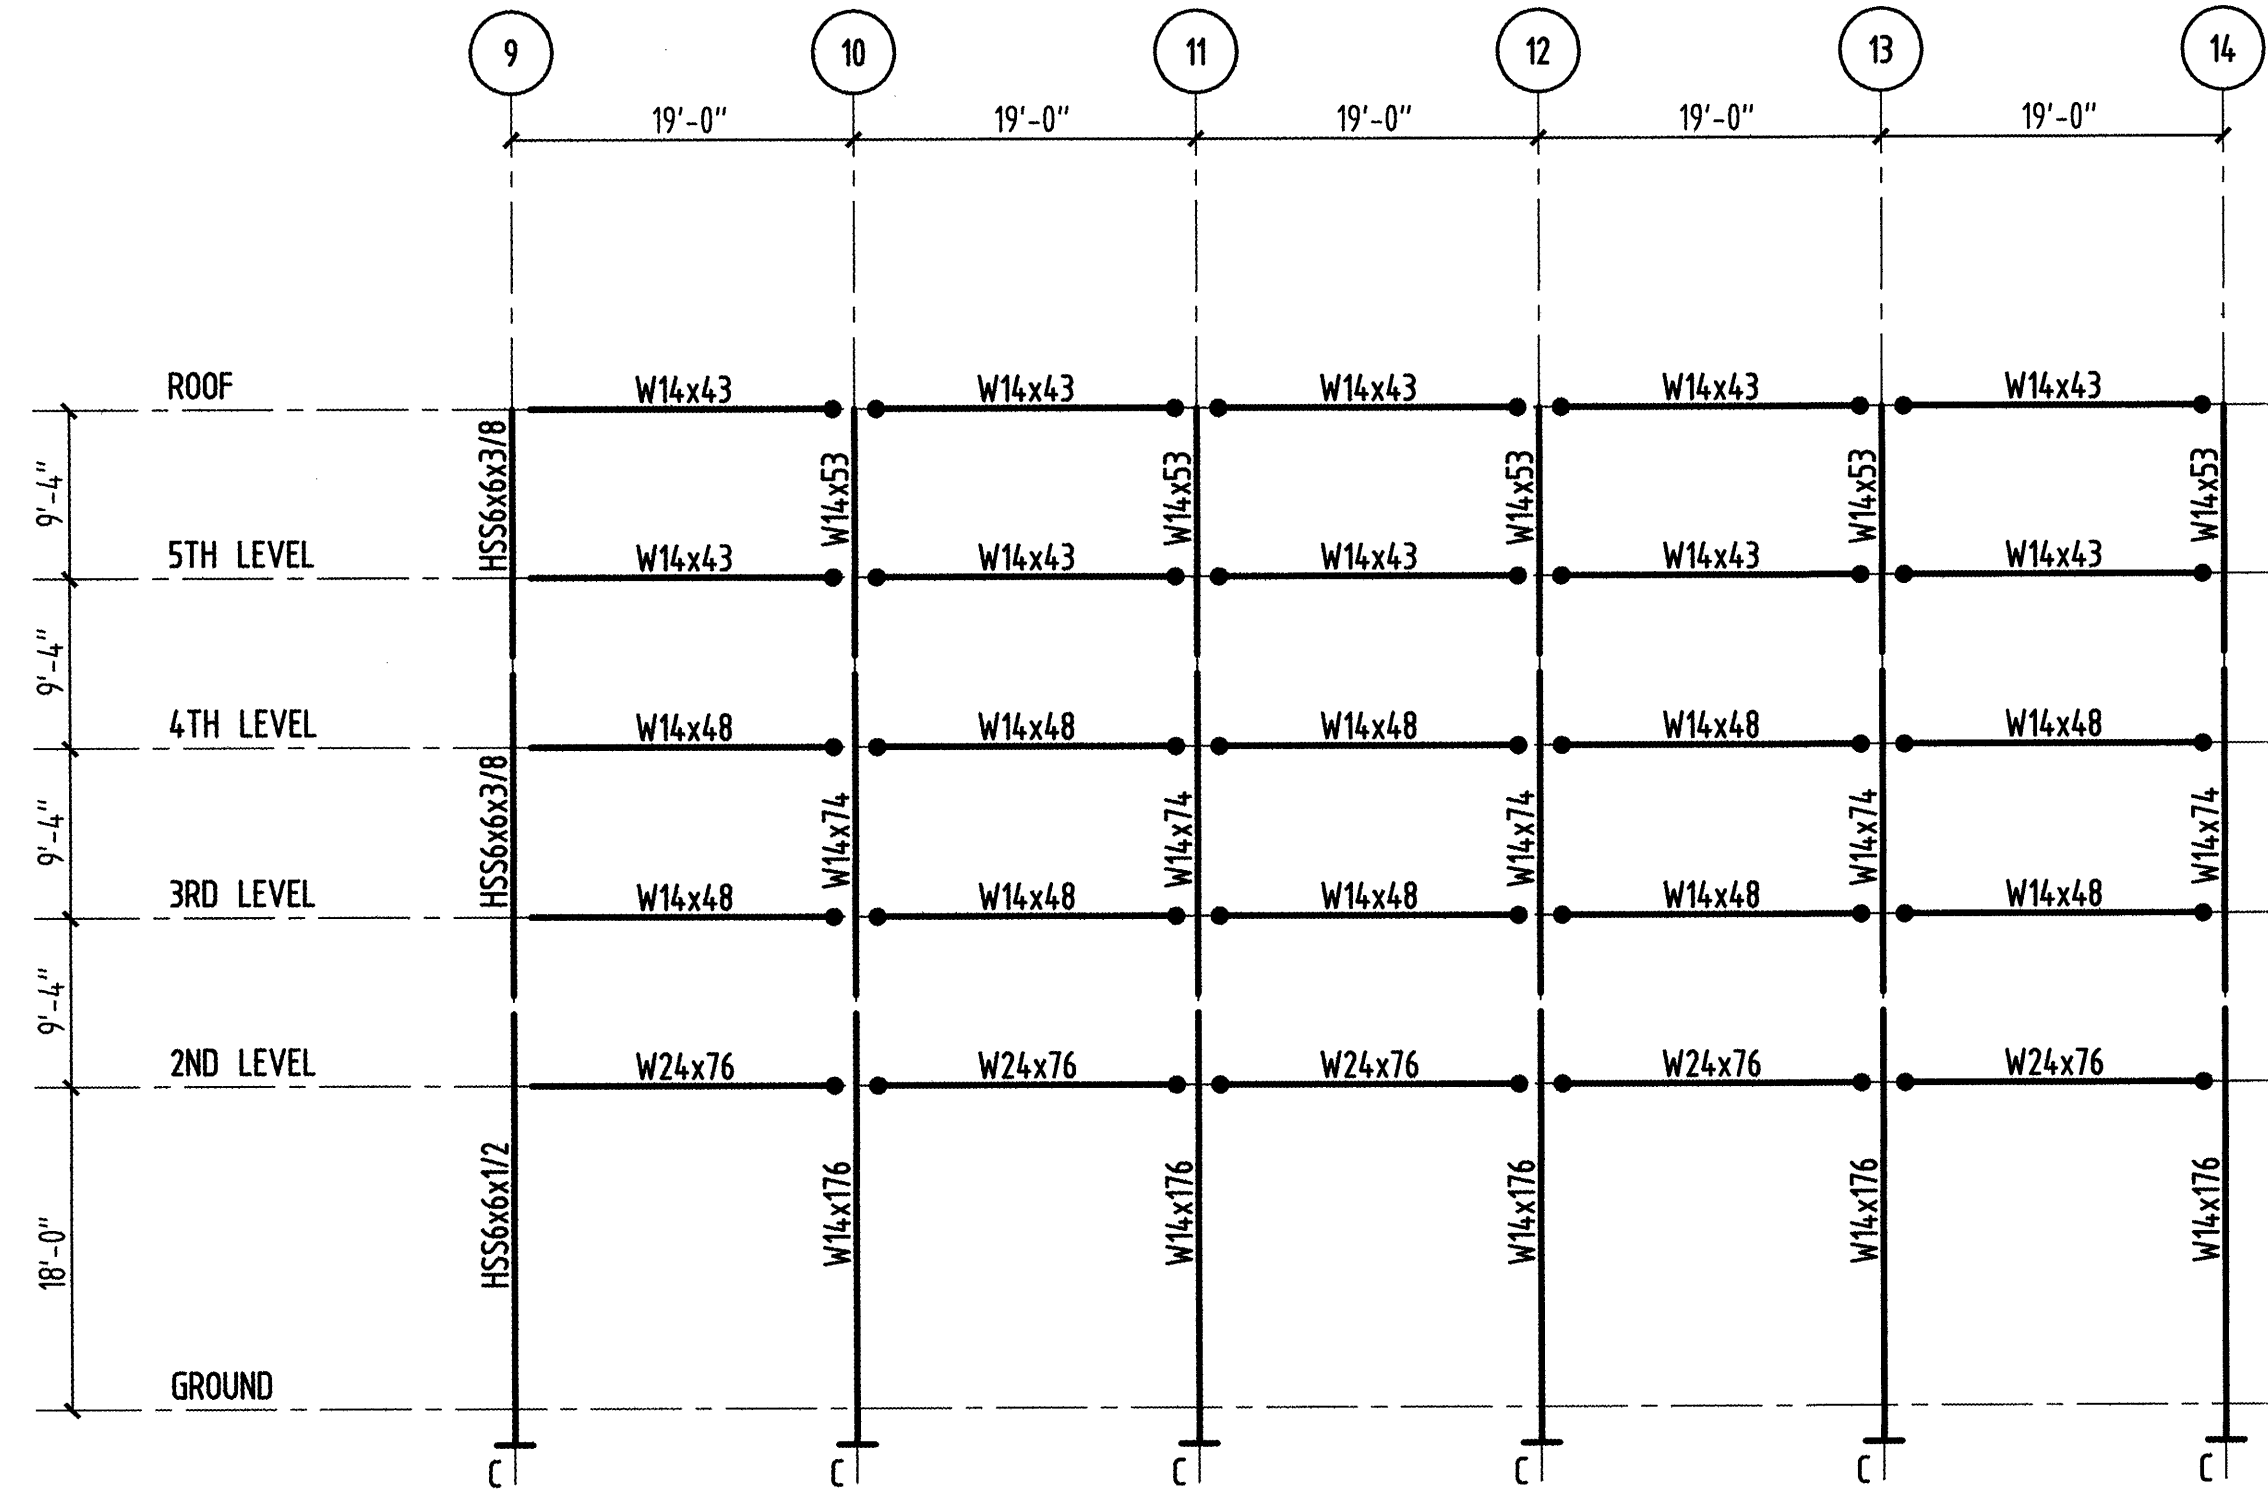 9 10 11 12 13 14
19'-0" 19'-0" 19'-0" 19'-0" 19'-0"
ROOF W14x43 W14x43 W14x43 W14x43 W14x43
9'-4" HSS6x6x3/8 W14x53 W14x53 W14x53 W14x53 W14x53
5TH LEVEL W14x43 W14x43 W14x43 W14x43 W14x43
9'-4"
4TH LEVEL W14x48 W14x48 W14x48 W14x48 W14x48
9'-4" HSS6x6x3/8 W14x74 W14x74 W14x74 W14x74 W14x74
3RD LEVEL W14x48 W14x48 W14x48 W14x48 W14x48
9'-4"
2ND LEVEL W24x76 W24x76 W24x76 W24x76 W24x76
18'-0" HSS6x6x1/2 W14x176 W14x176 W14x176 W14x176 W14x176
GROUND
C C C C C C